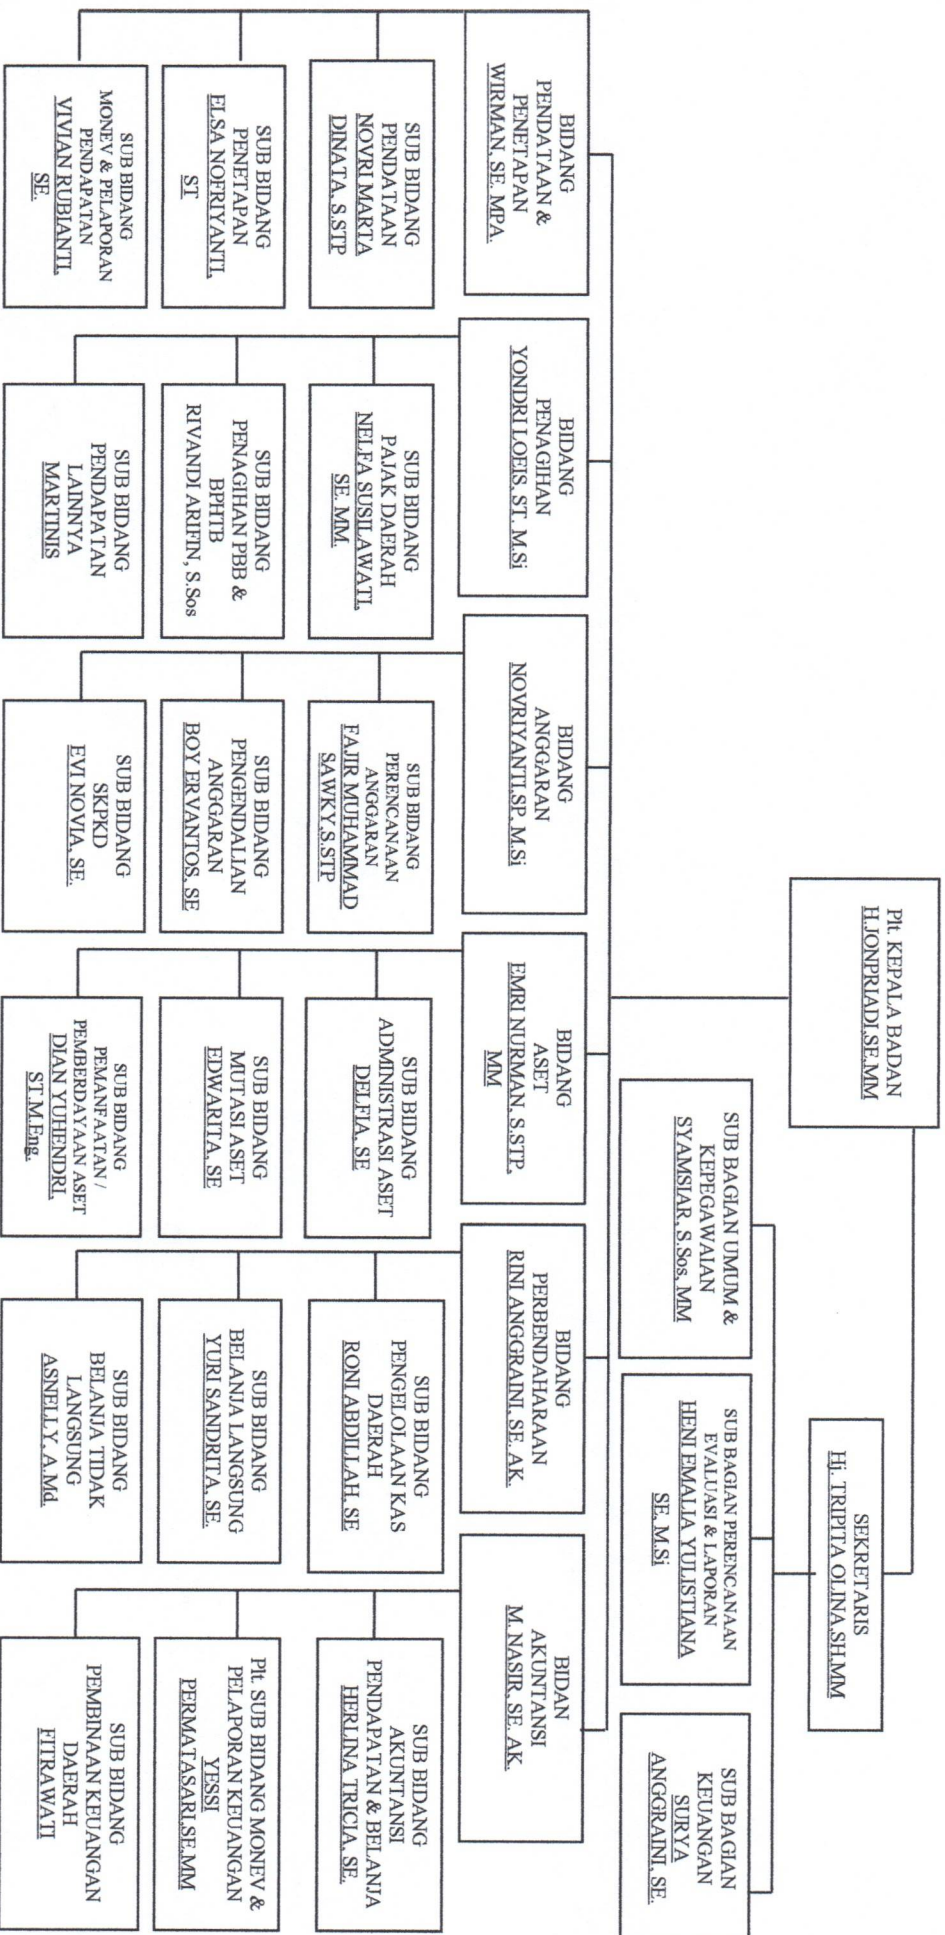 Plt. KEPALA BADAN
H.JONPRIADI,SE,MM
SEKRETARIS
Hj. TRIPITA OLINA,SH,MM
SUB BAGIAN UMUM &
KEPEGAWAIAN
SYAMSIAR, S.Sos, MM
SUB BAGIAN PERENCANAAN
EVALUASI & LAPORAN
HENI EMALIA YULISTIANA
SE, M.Si
SUB BAGIAN
KEUANGAN
SURYA
ANGGRAINI, SE.
BIDANG
PENDATAAN &
PENETAPAN
WIRMAN, SE. MPA.
SUB BIDANG
PENDATAAN
NOVRI MARTA
DINATA, S.STP
SUB BIDANG
PENETAPAN
ELSA NOFRIYANTI,
ST
SUB BIDANG
MONEV & PELAPORAN
PENDAPATAN
VIVIAN RUBIANTI,
SE.
BIDANG
PENAGIHAN
YONDRI LOEIS, ST. M.Si
SUB BIDANG
PAJAK DAERAH
NELFA SUSILAWATI,
SE. MM.
SUB BIDANG
PENAGIHAN PBB &
BPHTB
RIVANDI ARIFIN, S.Sos
SUB BIDANG
PENDAPATAN
LAINNYA
MARTINIS
BIDANG
ANGGARAN
NOVRIYANTI,SP. M.Si
SUB BIDANG
PERENCANAAN
ANGGARAN
FAJIR MUHAMMAD
SAWKY,S.STP
SUB BIDANG
PENGENDALIAN
ANGGARAN
BOY ERVANTOS, SE
SUB BIDANG
SKPKD
EVI NOVIA, SE.
BIDANG
ASET
EMRI NURMAN, S.STP,
MM
SUB BIDANG
ADMINISTRASI ASET
DELFIA, SE
SUB BIDANG
MUTASI ASET
EDWARITA, SE
SUB BIDANG
PEMANFAATAN /
PEMBERDAYAAN ASET
DIAN YUHENDRI,
ST.M.Eng.
BIDANG
PERBENDAHARAAN
RINI ANGGRAINI, SE. AK.
SUB BIDANG
PENGELOLAAN KAS
DAERAH
RONI ABDILLAH, SE
SUB BIDANG
BELANJA LANGSUNG
YURI SANDRITA, SE.
SUB BIDANG
BELANJA TIDAK
LANGSUNG
ASNELLY, A.Md
BIDAN
AKUNTANSI
M. NASIR, SE. AK.
SUB BIDANG
AKUNTANSI
PENDAPATAN & BELANJA
HERLINA TRICIA, SE.
Plt. SUB BIDANG MONEV &
PELAPORAN KEUANGAN
YESSI
PERMATASARI,SE,MM
SUB BIDANG
PEMBINAAN KEUANGAN
DAERAH
FITRAWATI